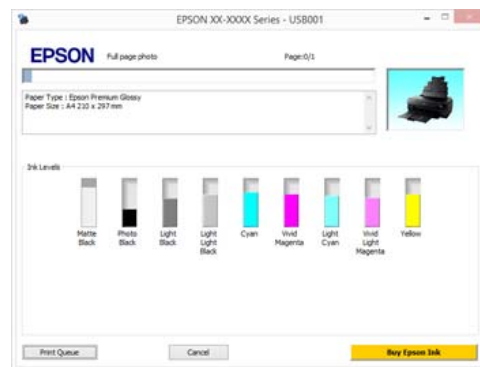 EPSON XX-XXXX Series - USB001
EPSON Full page photo Page:0/1
Paper Type : Epson Premium Glossy
Paper Size : A4 210 x 297 mm
Ink Levels
Matte Black
Photo Black
Light Black
Light Light Black
Cyan
Vivid Magenta
Light Cyan
Vivid Light Magenta
Yellow
Print Queue
Cancel
Buy Epson Ink